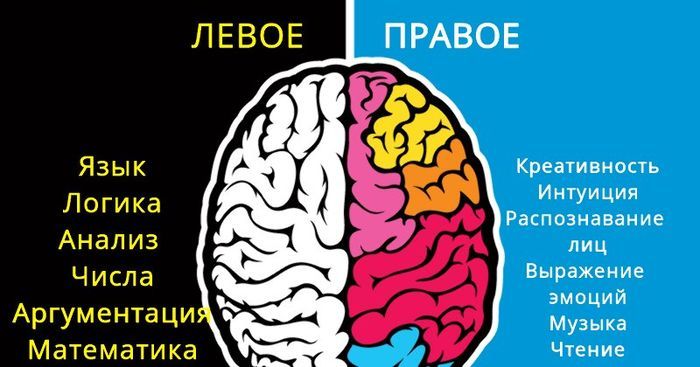 ЛЕВОЕ
Язык
Логика
Анализ
Числа
Аргументация
Математика
ПРАВОЕ
Креативность
Интуиция
Распознавание
лиц
Выражение
эмоций
Музыка
Чтение